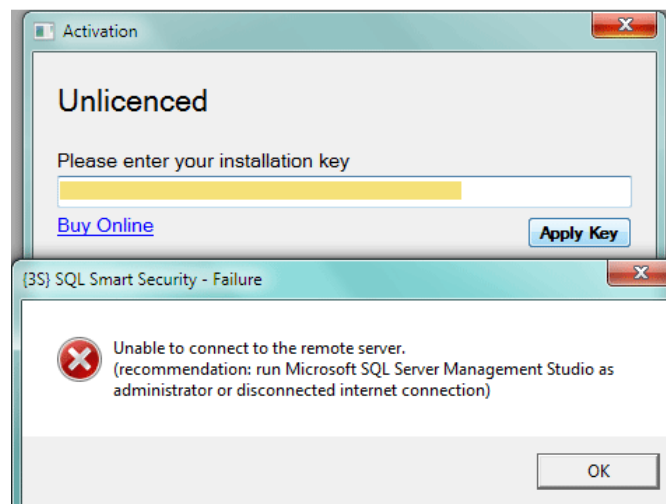 Activation
X
Unlicenced
Please enter your installation key
Buy Online
Apply Key
{3S} SQL Smart Security - Failure
X
Unable to connect to the remote server.
(recommendation: run Microsoft SQL Server Management Studio as
administrator or disconnected internet connection)
OK